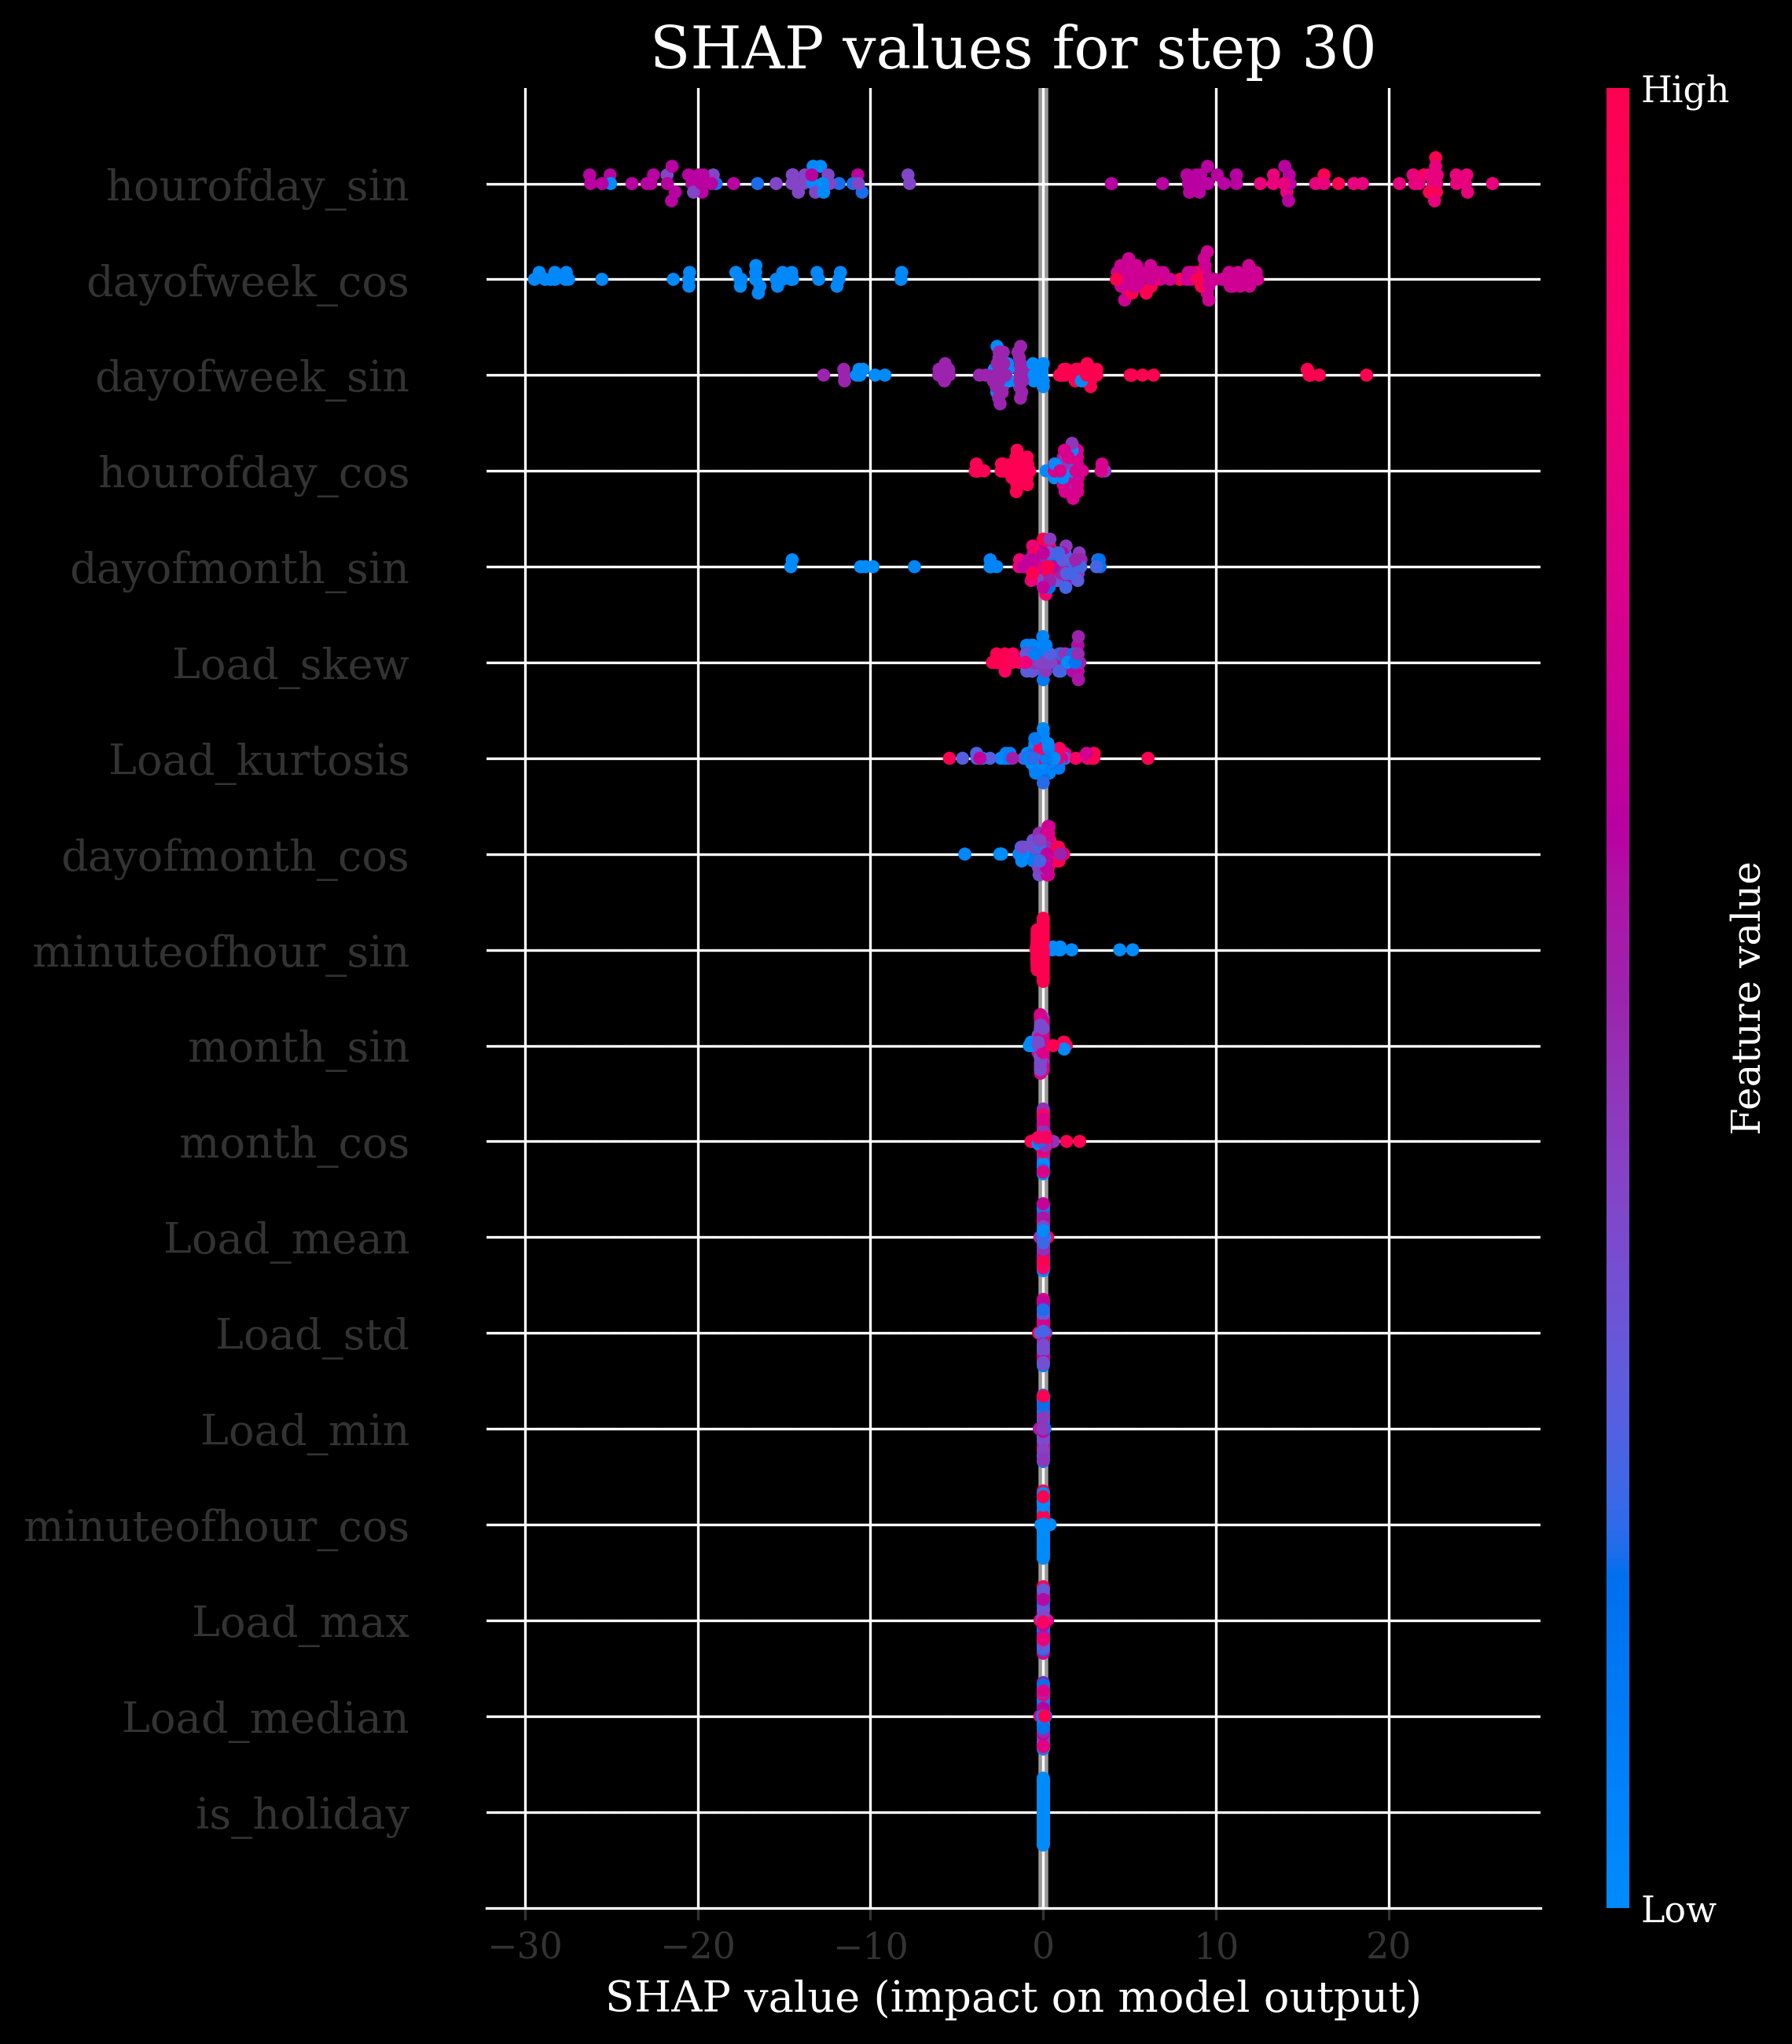 SHAP values for step 30
High
hourofday_sin
dayofweek_cos
dayofweek_sin
hourofday_cos
dayofmonth_sin
Load_skew
Load_kurtosis
dayofmonth_cos
minuteofhour_sin
month_sin
month_cos
Load_mean
Load_std
Load_min
minuteofhour_cos
Load_max
Load_median
is_holiday
Feature value
Low
−30 −20 −10 0 10 20
SHAP value (impact on model output)